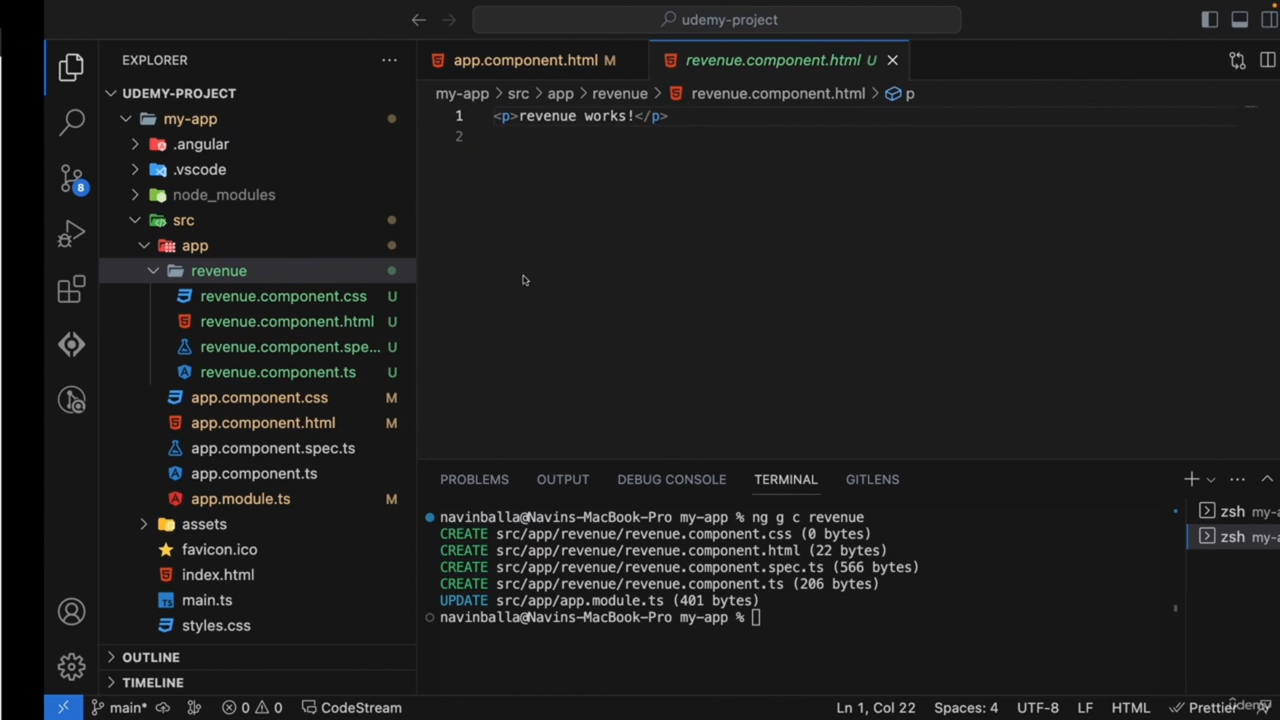 udemy-project
EXPLORER
UDEMY-PROJECT
my-app
.angular
.vscode
node_modules
src
app
revenue
revenue.component.css U
revenue.component.html U
revenue.component.spe... U
revenue.component.ts U
app.component.css M
app.component.html M
app.component.spec.ts
app.component.ts
app.module.ts M
assets
favicon.ico
index.html
main.ts
styles.css
OUTLINE
TIMELINE
8
app.component.html M
revenue.component.html U
my-app > src > app > revenue > revenue.component.html > p
1 <p>revenue works!</p>
2
PROBLEMS OUTPUT DEBUG CONSOLE TERMINAL GITLENS
navinballa@Navins-MacBook-Pro my-app % ng g c revenue
CREATE src/app/revenue/revenue.component.css (0 bytes)
CREATE src/app/revenue/revenue.component.html (22 bytes)
CREATE src/app/revenue/revenue.component.spec.ts (566 bytes)
CREATE src/app/revenue/revenue.component.ts (206 bytes)
UPDATE src/app/app.module.ts (401 bytes)
navinballa@Navins-MacBook-Pro my-app %
zsh my-a
zsh my-a
main* 0 0 CodeStream Ln 1, Col 22 Spaces: 4 UTF-8 LF HTML Prettier
udemy